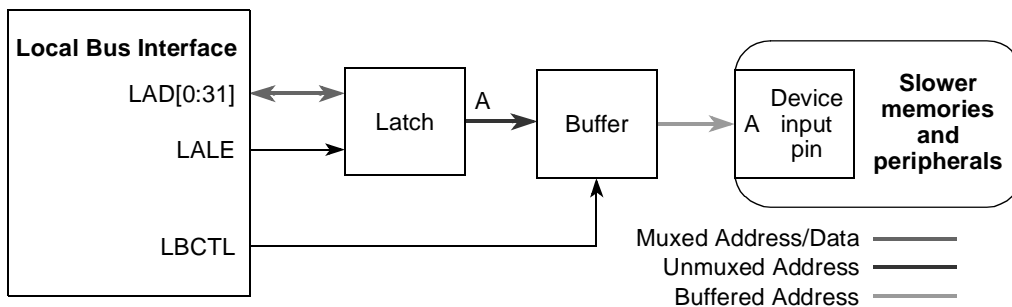 Local Bus Interface
LAD[0:31]
LALE
LBCTL
Latch
A
Buffer
A
Device
input
pin
Slower
memories
and
peripherals
Muxed Address/Data
Unmuxed Address
Buffered Address